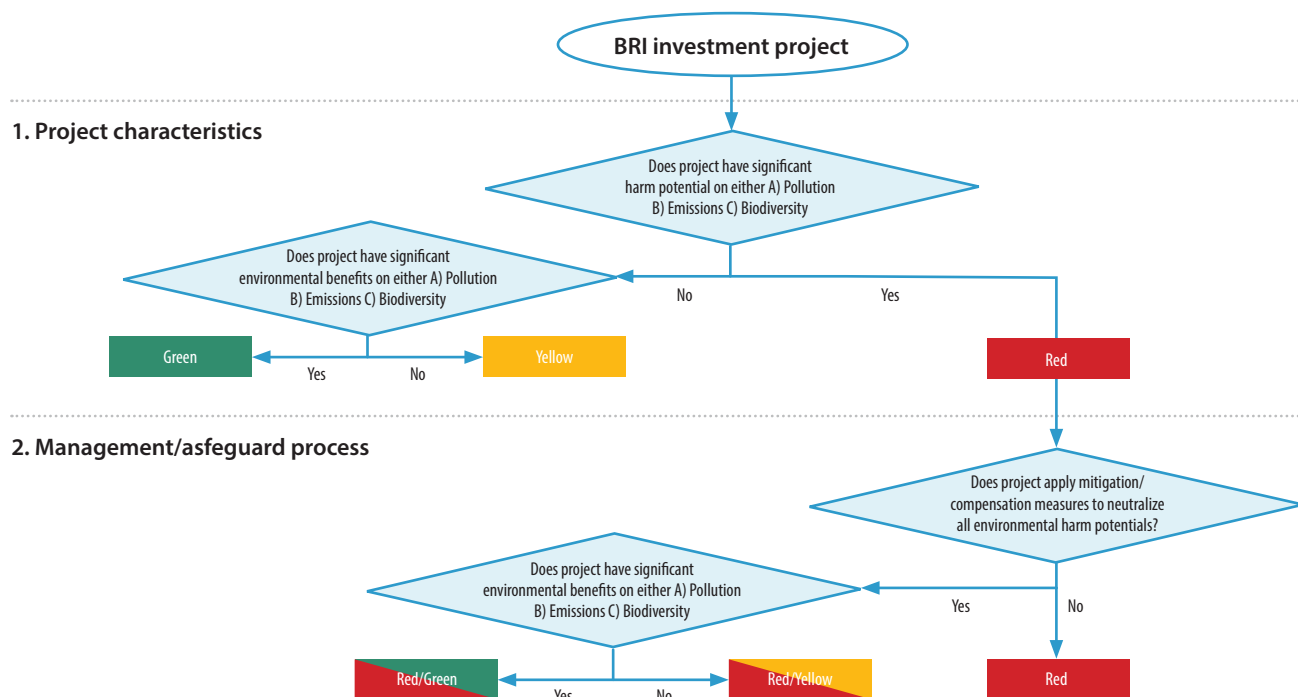 BRI investment project
1. Project characteristics
Does project have significant
harm potential on either A) Pollution
B) Emissions C) Biodiversity
Does project have significant
environmental benefits on either A) Pollution
B) Emissions C) Biodiversity
No
Yes
Green
Yes
No
Yellow
Red
2. Management/asfeguard process
Does project apply mitigation/
compensation measures to neutralize
all environmental harm potentials?
Does project have significant
environmental benefits on either A) Pollution
B) Emissions C) Biodiversity
Yes
No
Red/Green
Yes
No
Red/Yellow
Red